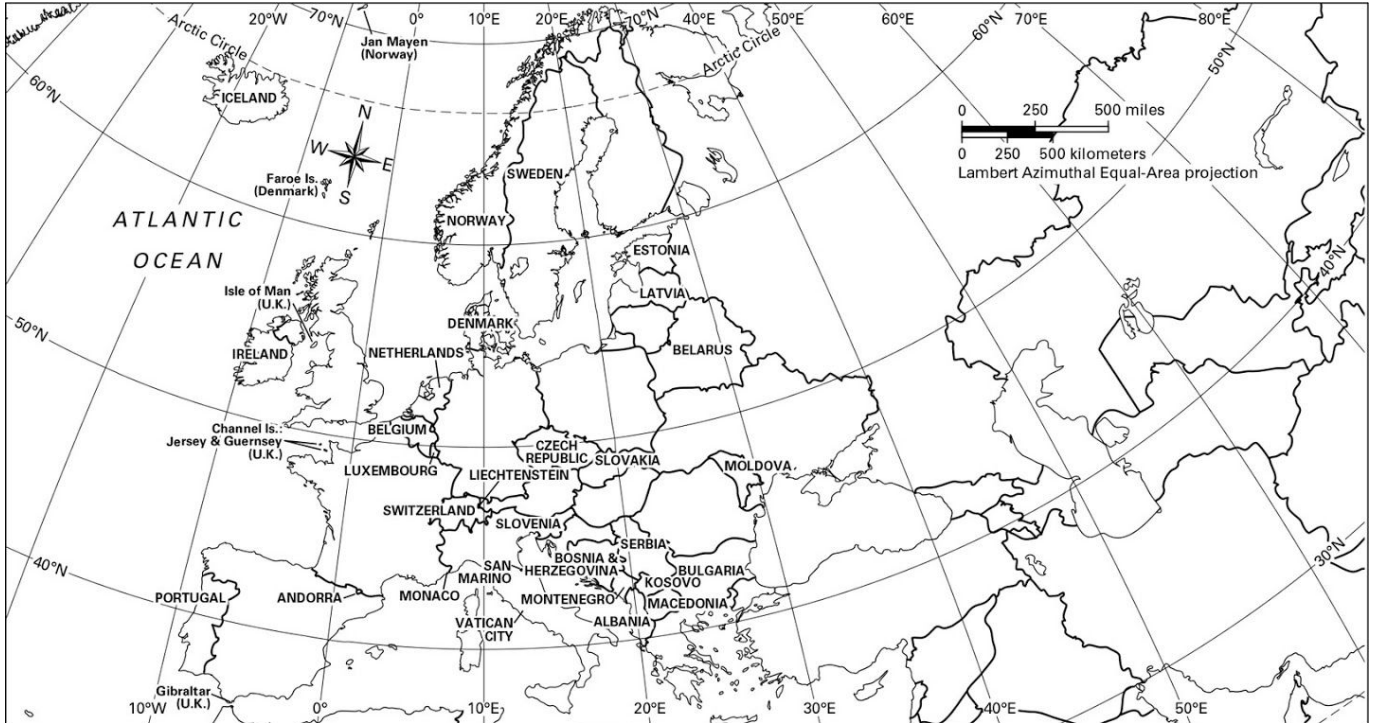 20°W
70°N
0°
10°E
20°E
70°N
40°E
50°E
60°N
70°E
80°E
Jan Mayen
(Norway)
Arctic Circle
Arctic Circle
50°N
60°N
ICELAND
N
W
E
S
0 250 500 miles
0 250 500 kilometers
Lambert Azimuthal Equal-Area projection
Faroe Is.
(Denmark)
SWEDEN
NORWAY
ATLANTIC
OCEAN
ESTONIA
40°N
Isle of Man
(U.K.)
LATVIA
50°N
DENMARK
IRELAND
NETHERLANDS
BELARUS
Channel Is.:
Jersey & Guernsey
(U.K.)
BELGIUM
CZECH
REPUBLIC
SLOVAKIA
MOLDOVA
LUXEMBOURG
LIECHTENSTEIN
SWITZERLAND
SLOVENIA
SERBIA
30°N
40°N
BOSNIA &
HERZEGOVINA
SAN
MARINO
BULGARIA
KOSOVO
PORTUGAL
ANDORRA
MONACO
MONTENEGRO
MACEDONIA
VATICAN
CITY
ALBANIA
Gibraltar
(U.K.)
10°W
0°
10°E
20°E
30°E
40°E
50°E